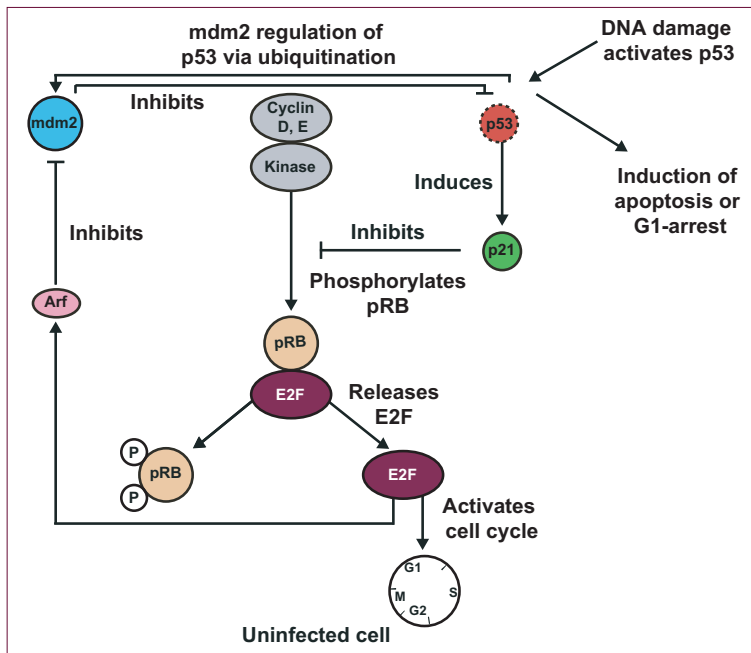 mdm2 regulation of
p53 via ubiquitination
DNA damage
activates p53
Inhibits
mdm2
Cyclin
D, E
Kinase
p53
Induces
Induction of
apoptosis or
G1-arrest
Inhibits
Inhibits
p21
Phosphorylates
pRB
Arf
pRB
E2F
Releases
E2F
P
pRB
P
E2F
Activates
cell cycle
G1
M
S
G2
Uninfected cell